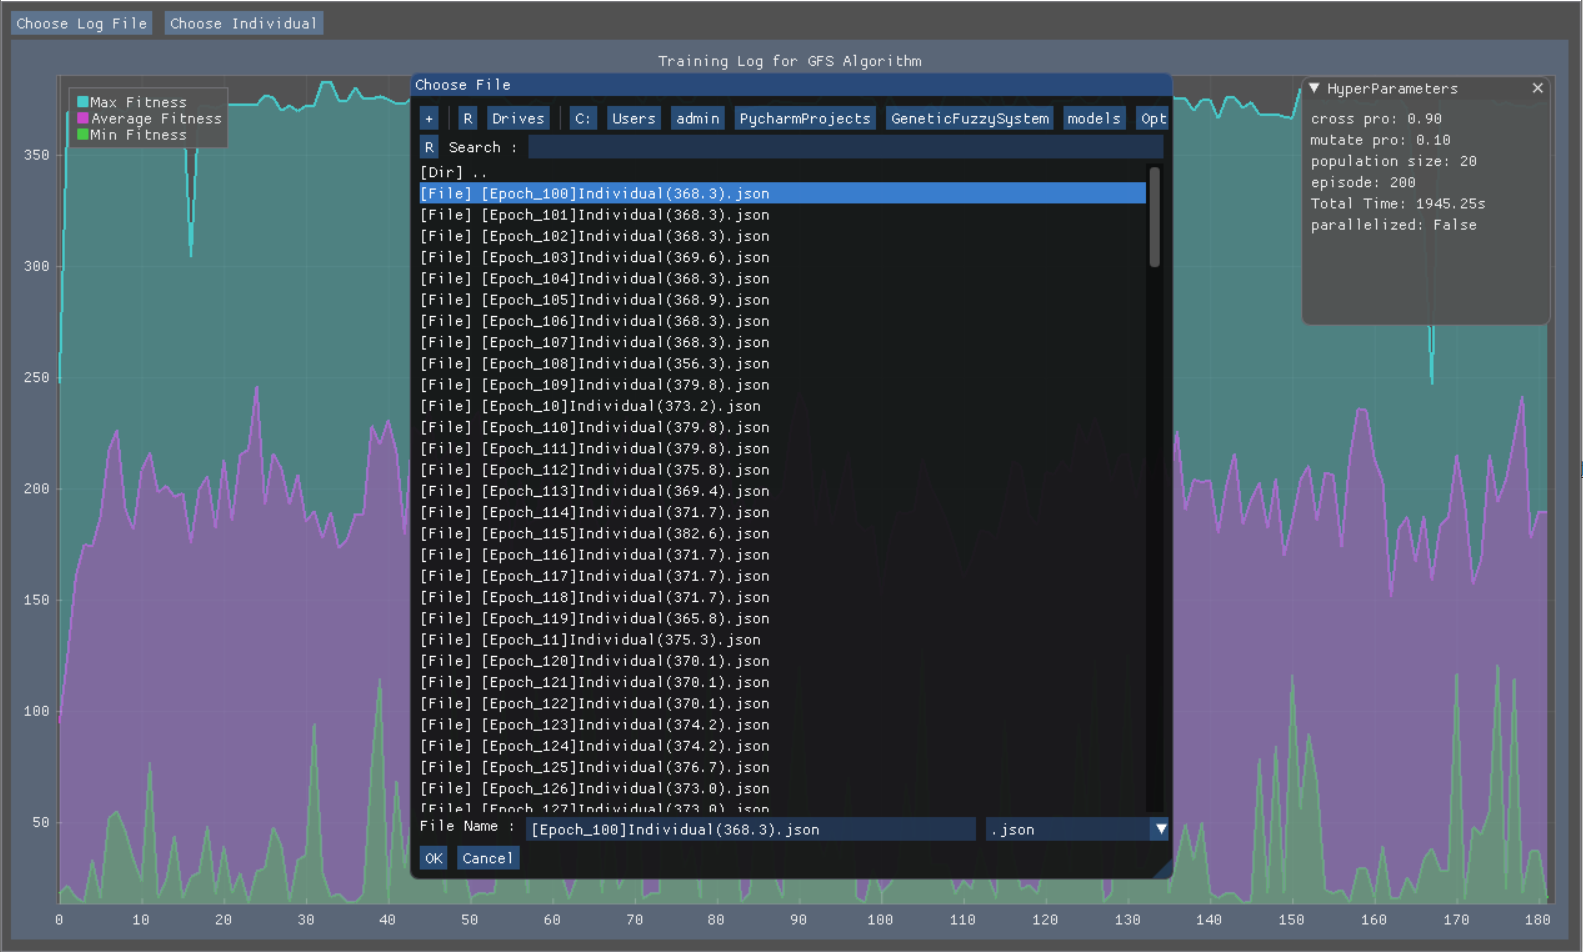 Choose Log File
Choose Individual
Training Log for GFS Algorithm
Max Fitness
Average Fitness
Min Fitness
350
300
250
200
150
100
50
0 10 20 30 40 50 60 70 80 90 100 110 120 130 140 150 160 170 180
Choose File
+ R Drives C: Users admin PycharmProjects GeneticFuzzySystem models Opt
R Search :
[Dir] ..
[File] [Epoch_100]Individual(368.3).json
[File] [Epoch_101]Individual(368.3).json
[File] [Epoch_102]Individual(368.3).json
[File] [Epoch_103]Individual(369.6).json
[File] [Epoch_104]Individual(368.3).json
[File] [Epoch_105]Individual(368.9).json
[File] [Epoch_106]Individual(368.3).json
[File] [Epoch_107]Individual(368.3).json
[File] [Epoch_108]Individual(356.3).json
[File] [Epoch_109]Individual(379.8).json
[File] [Epoch_10]Individual(373.2).json
[File] [Epoch_110]Individual(379.8).json
[File] [Epoch_111]Individual(379.8).json
[File] [Epoch_112]Individual(375.8).json
[File] [Epoch_113]Individual(369.4).json
[File] [Epoch_114]Individual(371.7).json
[File] [Epoch_115]Individual(382.6).json
[File] [Epoch_116]Individual(371.7).json
[File] [Epoch_117]Individual(371.7).json
[File] [Epoch_118]Individual(371.7).json
[File] [Epoch_119]Individual(365.8).json
[File] [Epoch_11]Individual(375.3).json
[File] [Epoch_120]Individual(370.1).json
[File] [Epoch_121]Individual(370.1).json
[File] [Epoch_122]Individual(370.1).json
[File] [Epoch_123]Individual(374.2).json
[File] [Epoch_124]Individual(374.2).json
[File] [Epoch_125]Individual(376.7).json
[File] [Epoch_126]Individual(373.0).json
[File] [Epoch_127]Individual(373.0).json
File Name : [Epoch_100]Individual(368.3).json .json
OK Cancel
HyperParameters
cross pro: 0.90
mutate pro: 0.10
population size: 20
episode: 200
Total Time: 1945.25s
parallelized: False